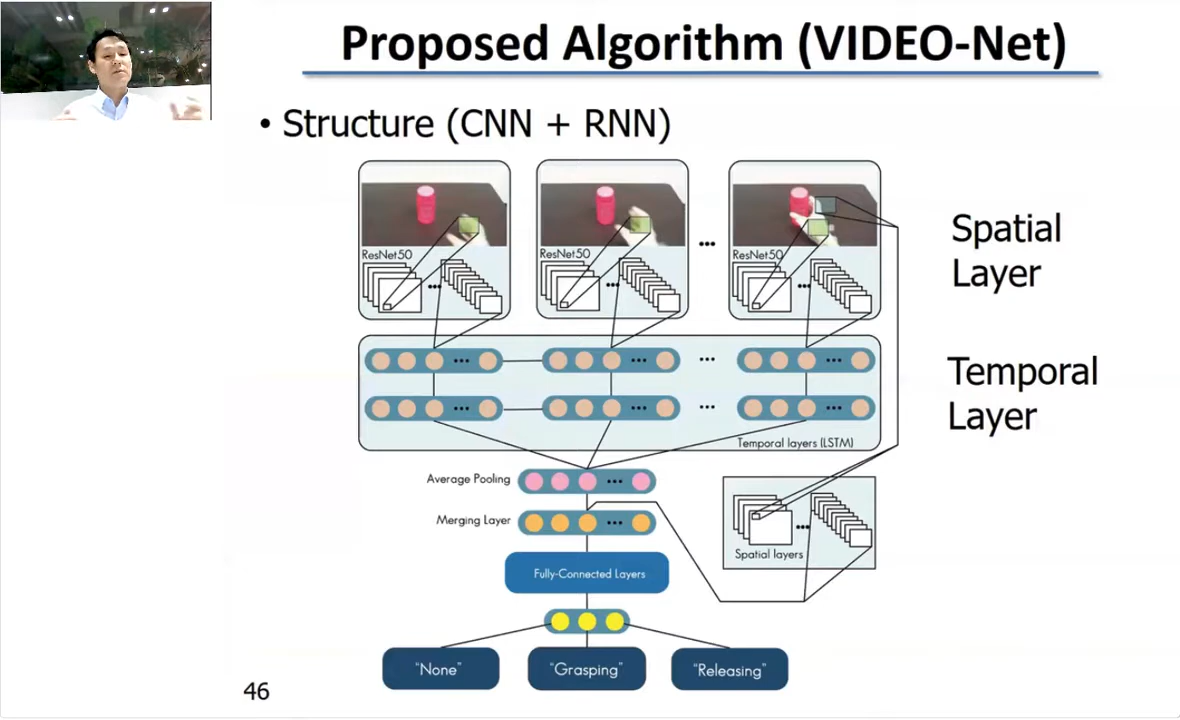 Proposed Algorithm (VIDEO-Net)
• Structure (CNN + RNN)
ResNet50
ResNet50
ResNet50
Spatial
Layer
Temporal
Layer
Temporal layers (LSTM)
Average Pooling
Merging Layer
Spatial layers
Fully-Connected Layers
“None”
“Grasping”
“Releasing”
46